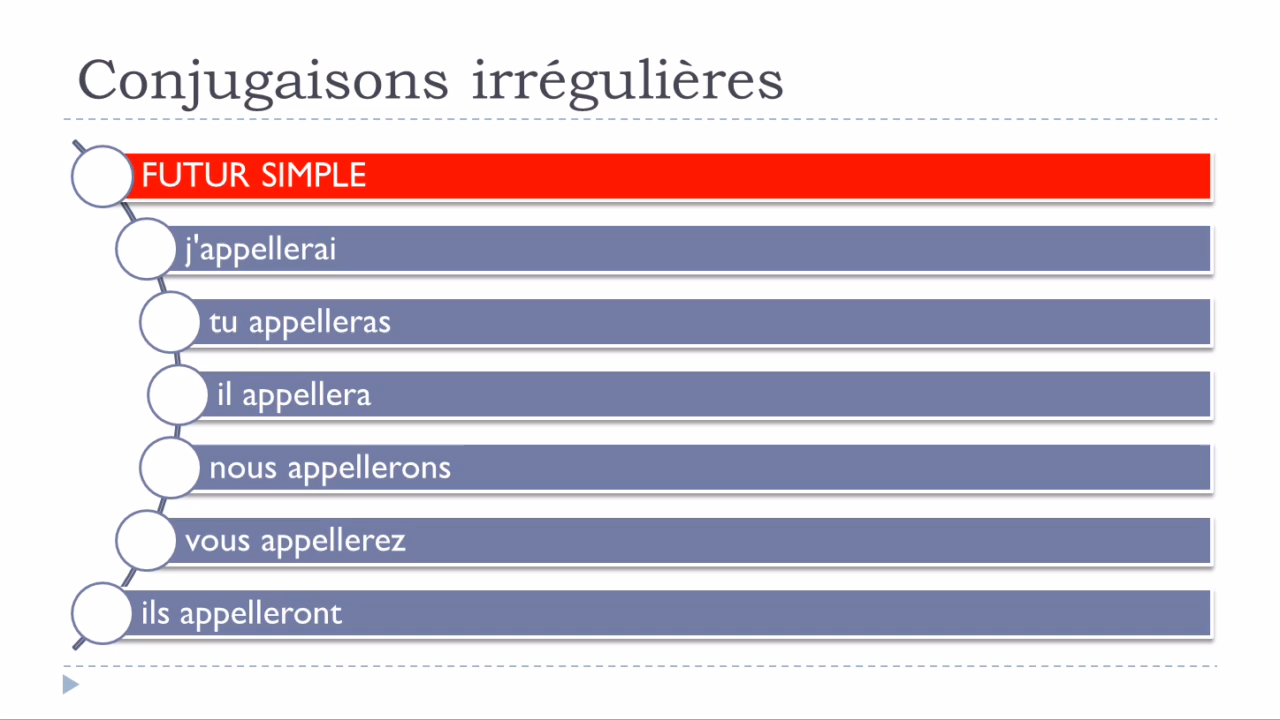 Conjugaisons irrégulières
FUTUR SIMPLE
j'appellerai
tu appelleras
il appellera
nous appellerons
vous appellerez
ils appelleront